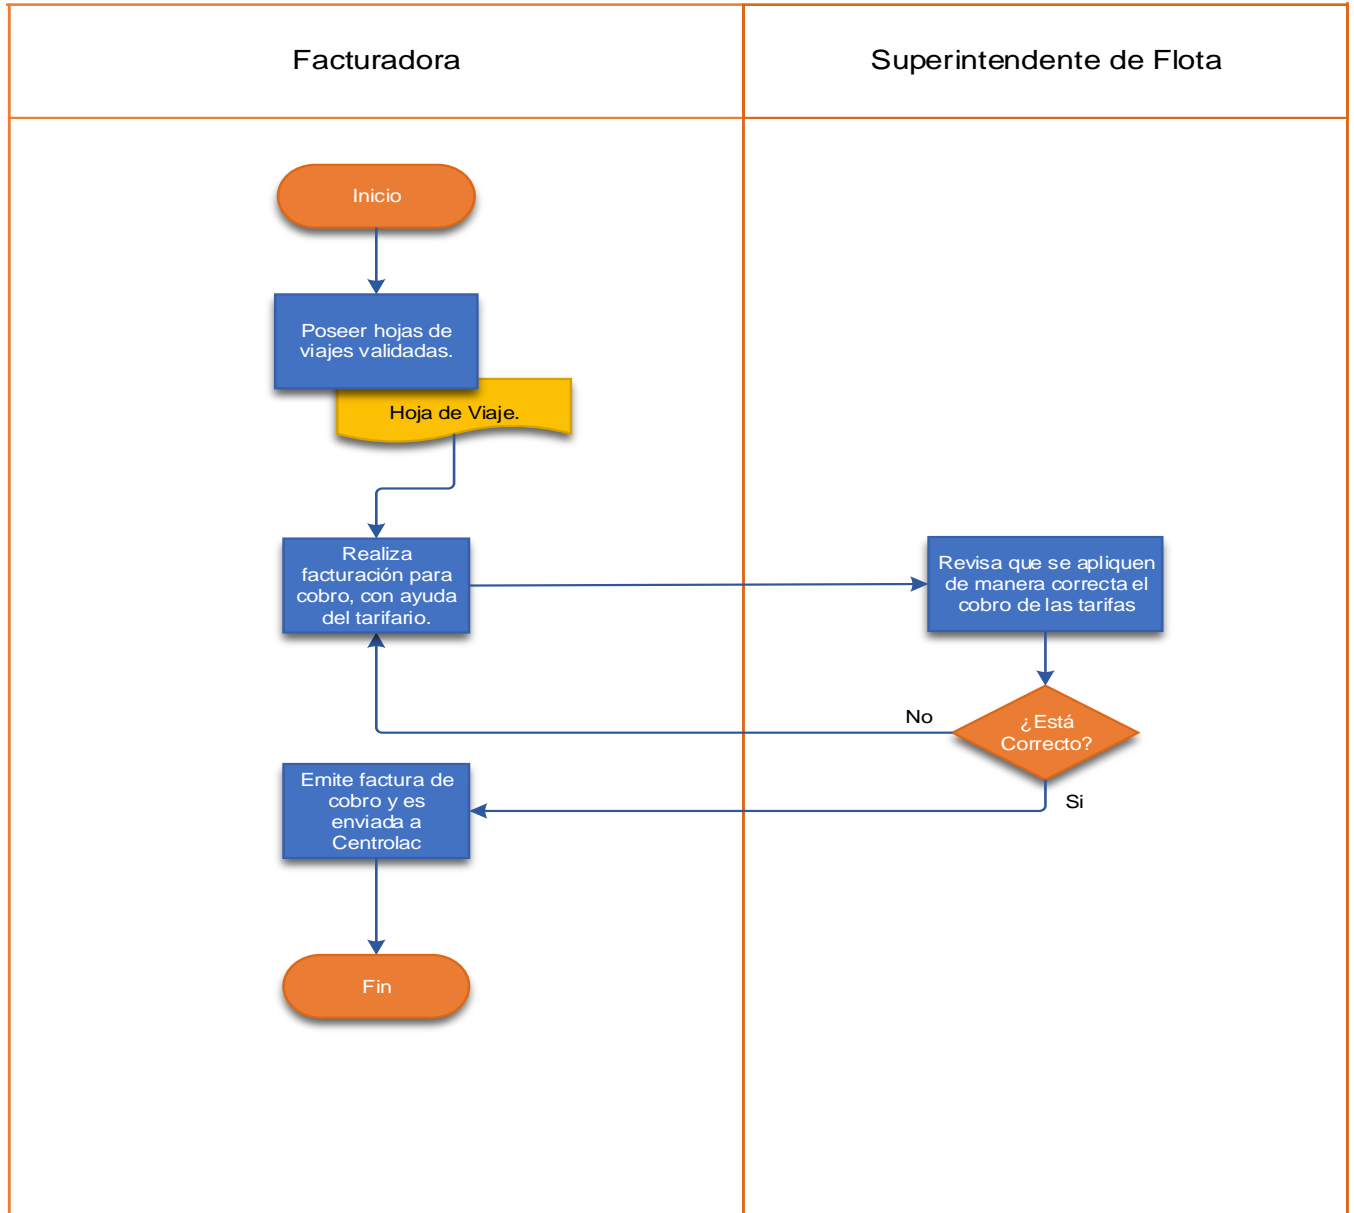 Facturadora
Superintendente de Flota
Inicio
Poseer hojas de
viajes validadas.
Hoja de Viaje.
Realiza
facturación para
cobro, con ayuda
del tarifario.
Revisa que se apliquen
de manera correcta el
cobro de las tarifas
No
¿Está
Correcto?
Si
Emite factura de
cobro y es
enviada a
Centrolac
Fin